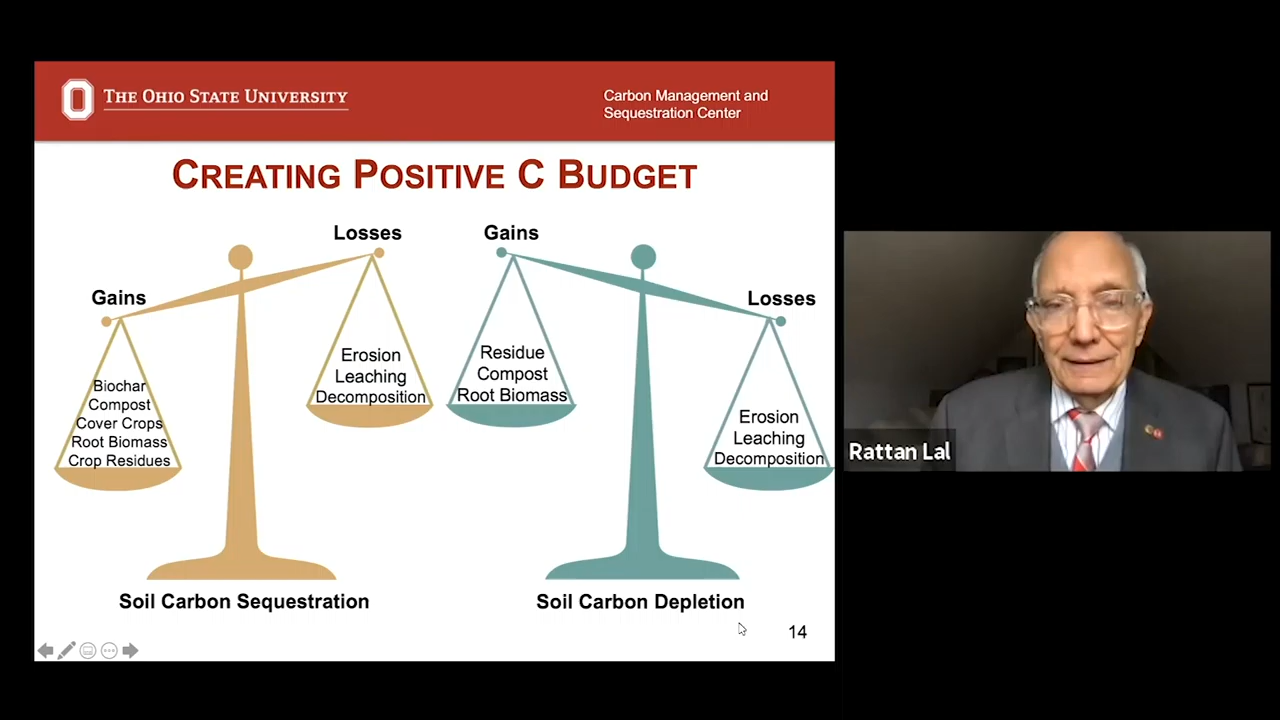 THE OHIO STATE UNIVERSITY
Carbon Management and
Sequestration Center
CREATING POSITIVE C BUDGET
Losses
Gains
Erosion
Leaching
Decomposition
Biochar
Compost
Cover Crops
Root Biomass
Crop Residues
Soil Carbon Sequestration
Gains
Losses
Residue
Compost
Root Biomass
Erosion
Leaching
Decomposition
Soil Carbon Depletion
14
Rattan Lal